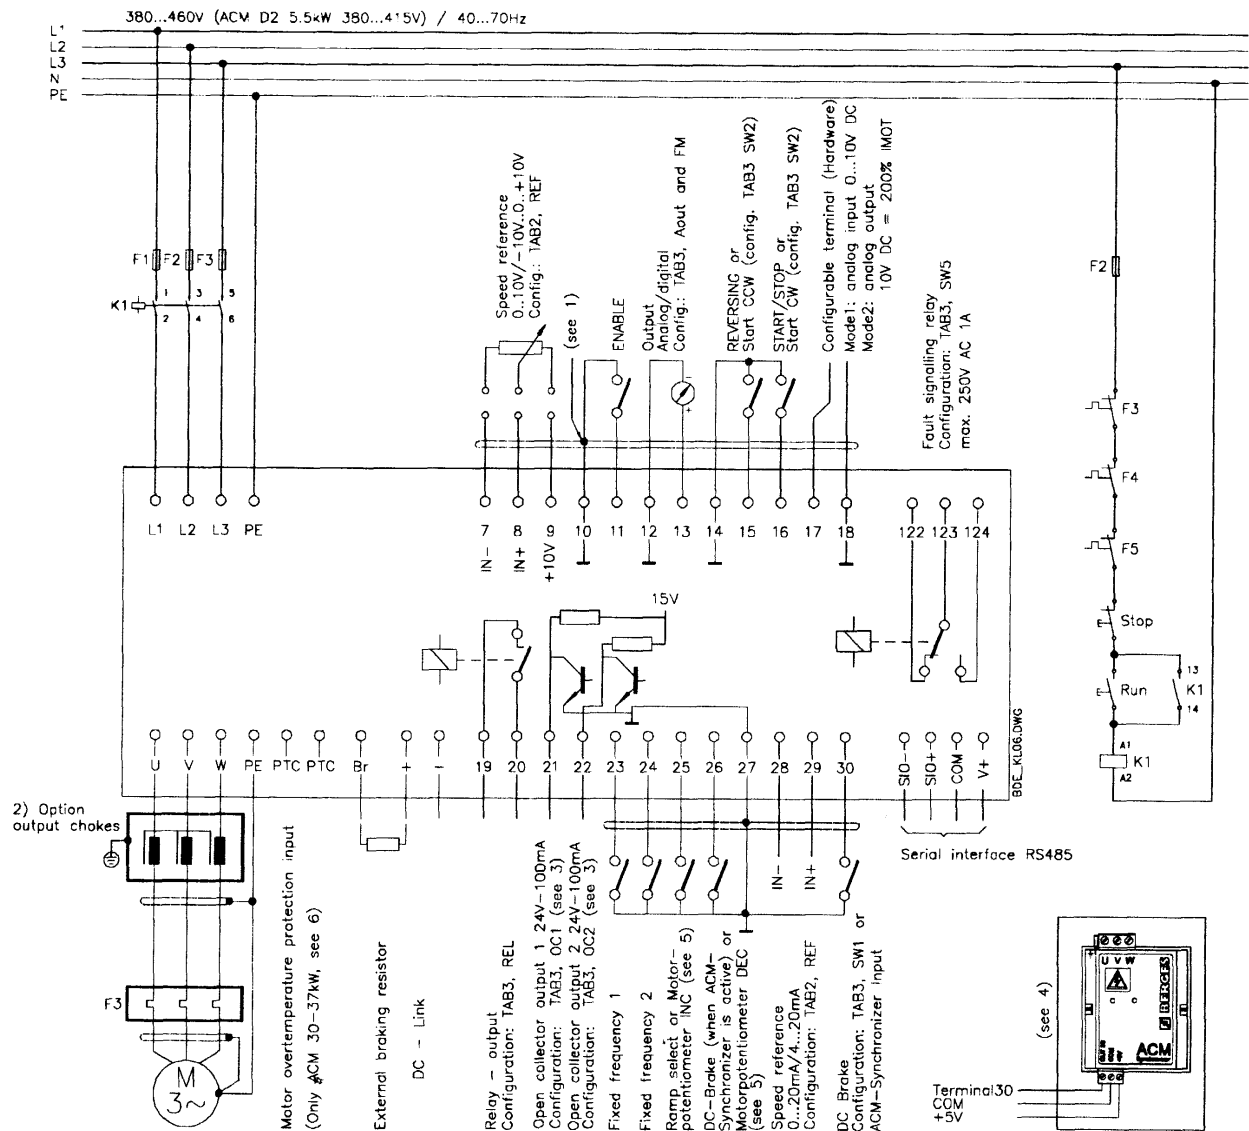 380...460V (ACM D2 5.5kW 380...415V) / 40...70Hz
L1
L2
L3
N
PE
F1
F2
F3
K1
1
3
5
2
4
6
Speed reference
0..10V/-10V..0..+10V
Config.: TAB2, REF
(see 1)
ENABLE
Output
Analog/digital
Config.: TAB3, Aout and FM
REVERSING or
Start CCW (config. TAB3 SW2)
START/STOP or
Start CW (config. TAB3 SW2)
Configurable terminal (Hardware)
Mode1: analog input 0...10V DC
Mode2: analog output
10V DC = 200% IMOT
Fault signalling relay
Configuration: TAB3, SW5
max. 250V AC 1A
F2
F3
F4
F5
Stop
Run
13
K1
14
A1
K1
A2
-
+
L1 L2 L3 PE
7 8 9 10 11 12 13 14 15 16 17 18
122 123 124
IN-
IN+
+10V
15V
U V W PE PTC PTC Br + -
19 20 21 22 23 24 25 26 27 28 29 30
SIO-
SIO+
COM
V+
BDE_KL06.DWG
2) Option
output chokes
Serial interface RS485
IN-
IN+
F3
M
3~
Motor overtemperature protection input
(Only ACM 30-37kW, see 6)
External braking resistor
DC - Link
Relay - output
Configuration: TAB3, REL
Open collector output 1 24V-100mA
Configuration: TAB3, OC1 (see 3)
Open collector output 2 24V-100mA
Configuration: TAB3, OC2 (see 3)
Fixed frequency 1
Fixed frequency 2
Ramp select or Motor-
potentiometer INC (see 5)
DC-Brake (when ACM-
Synchronizer is active) or
Motorpotentiometer DEC
(see 5)
Speed reference
0...20mA/4...20mA
Configuration: TAB2, REF
DC Brake
Configuration: TAB3, SW1 or
ACM-Synchronizer Input
(see 4)
U V W
BERGES
ACM
Terminal30
COM
+5V